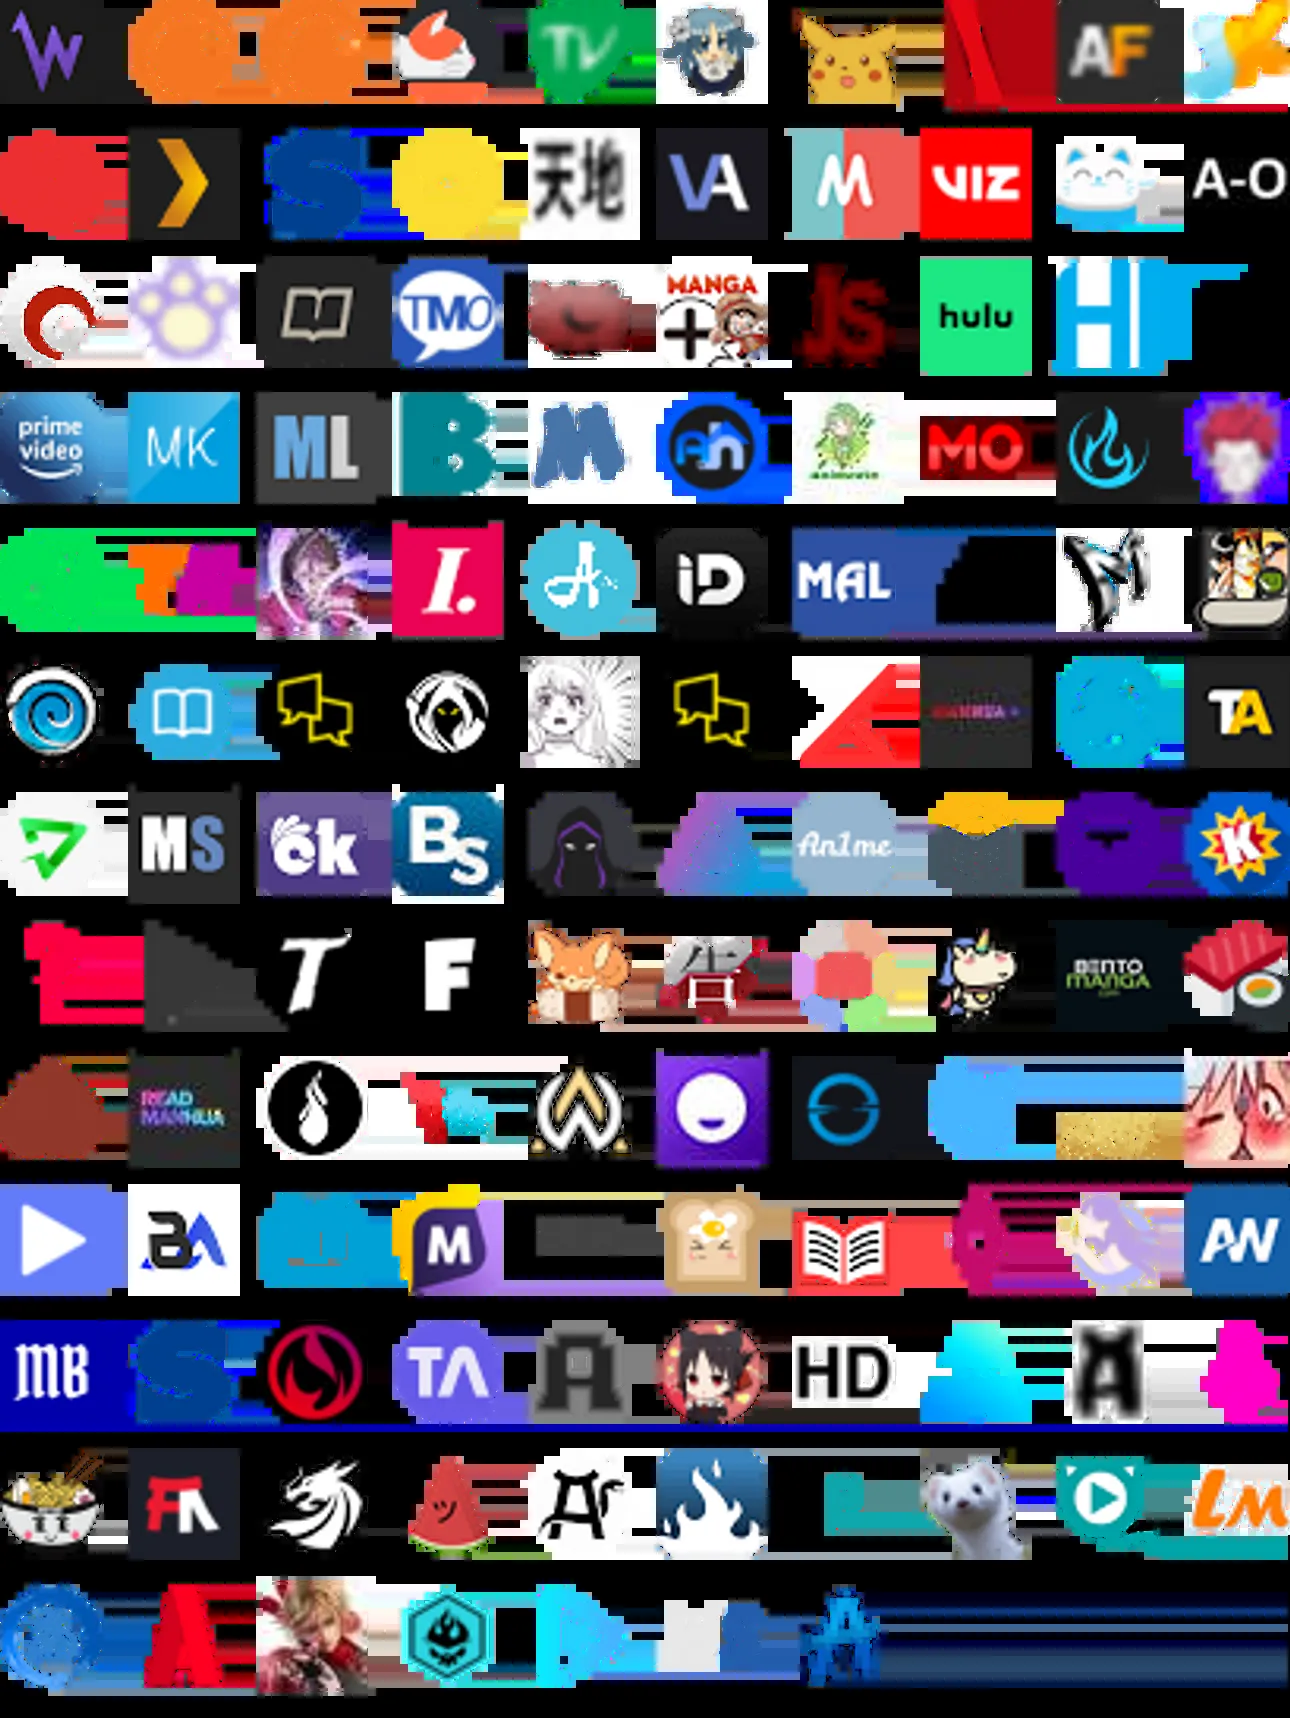 W TV AF
S 天地 VA M VIZ A-O
TMO MANGA + JS hulu H
prime video MK ML B M An MO
I. A iD MAL M
TA
MS ok BS An1me K
T F BENTO MANGA
READ MANHUA
BA M AW
MB S TA A HD A
FA LM
A